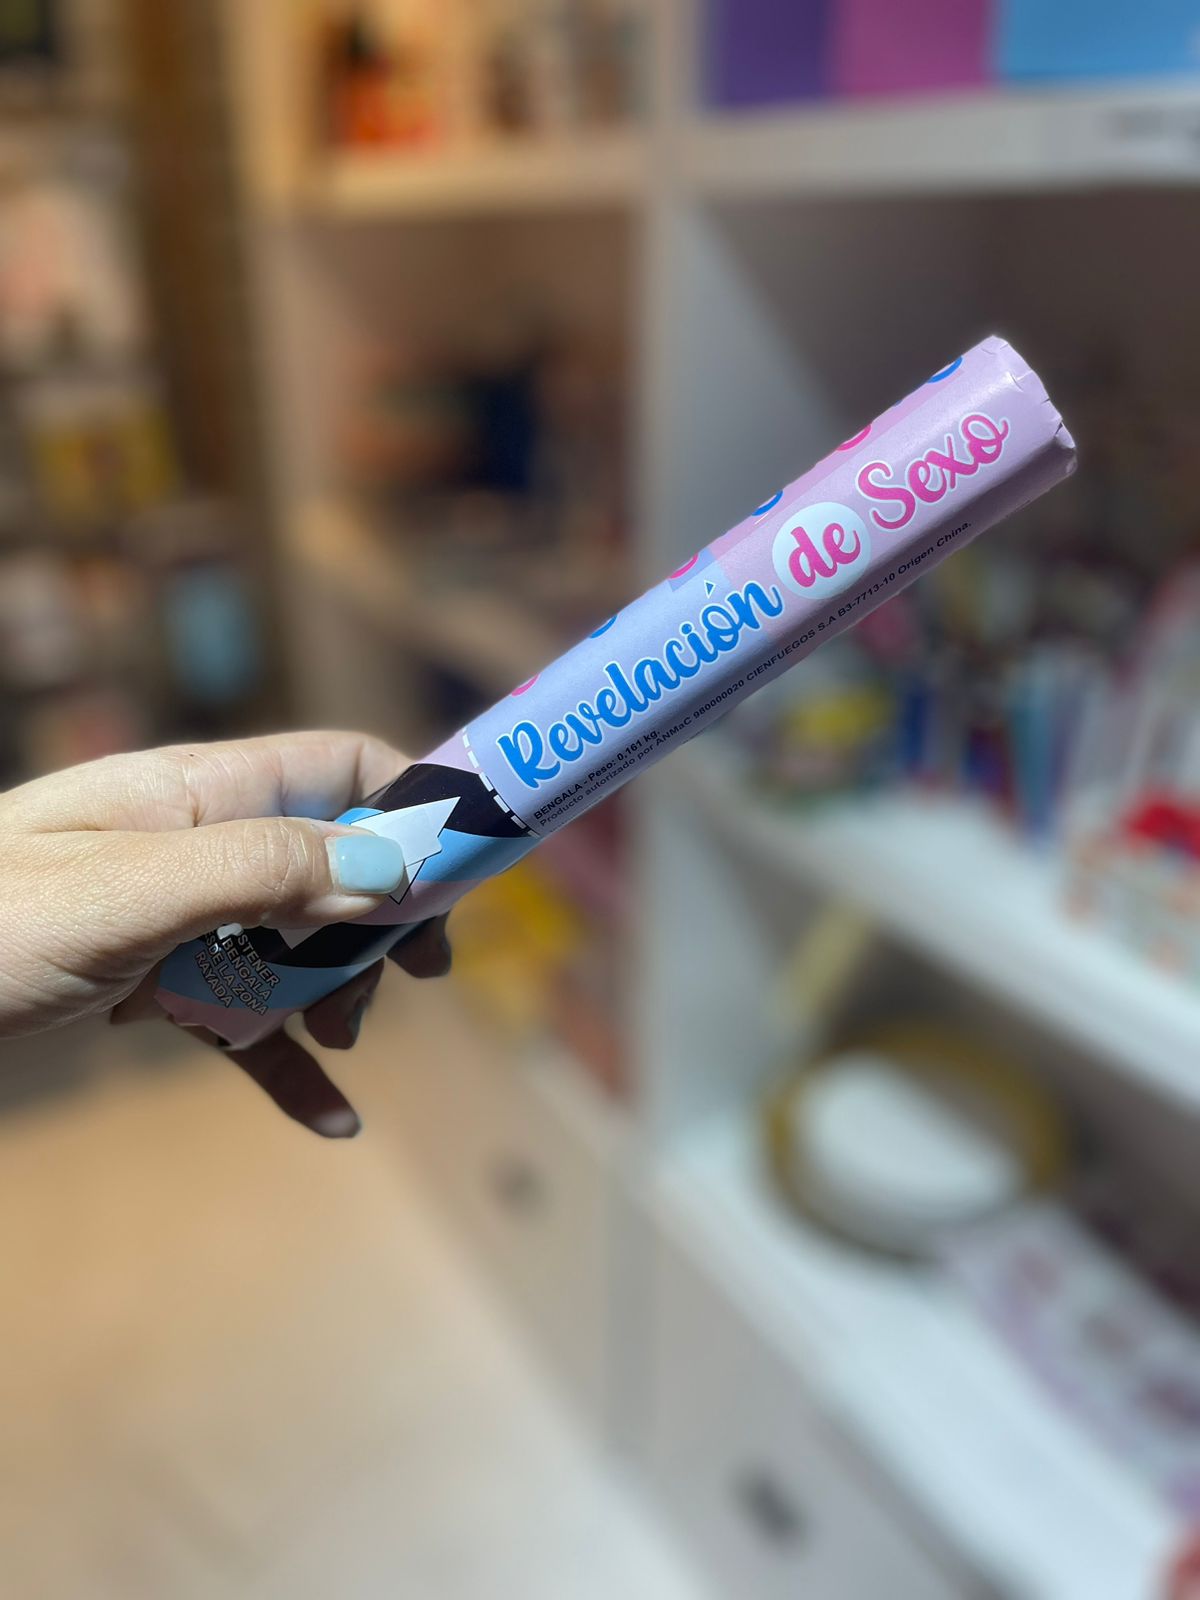 Revelación de Sexo
BENGALA - Peso: 0,161 kg.
Producto autorizado por ANMaC 980000020 CIENFUEGOS S.A B3-7713-10 Origen China.
STENER
BENGALA
DE LA ZONA
RAYADA